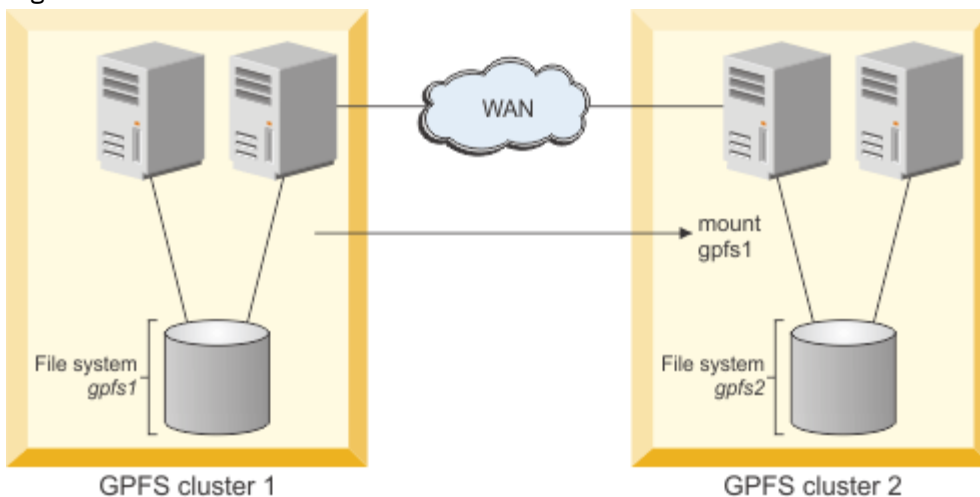 WAN
mount
gpfs1
File system
gpfs1
File system
gpfs2
GPFS cluster 1
GPFS cluster 2